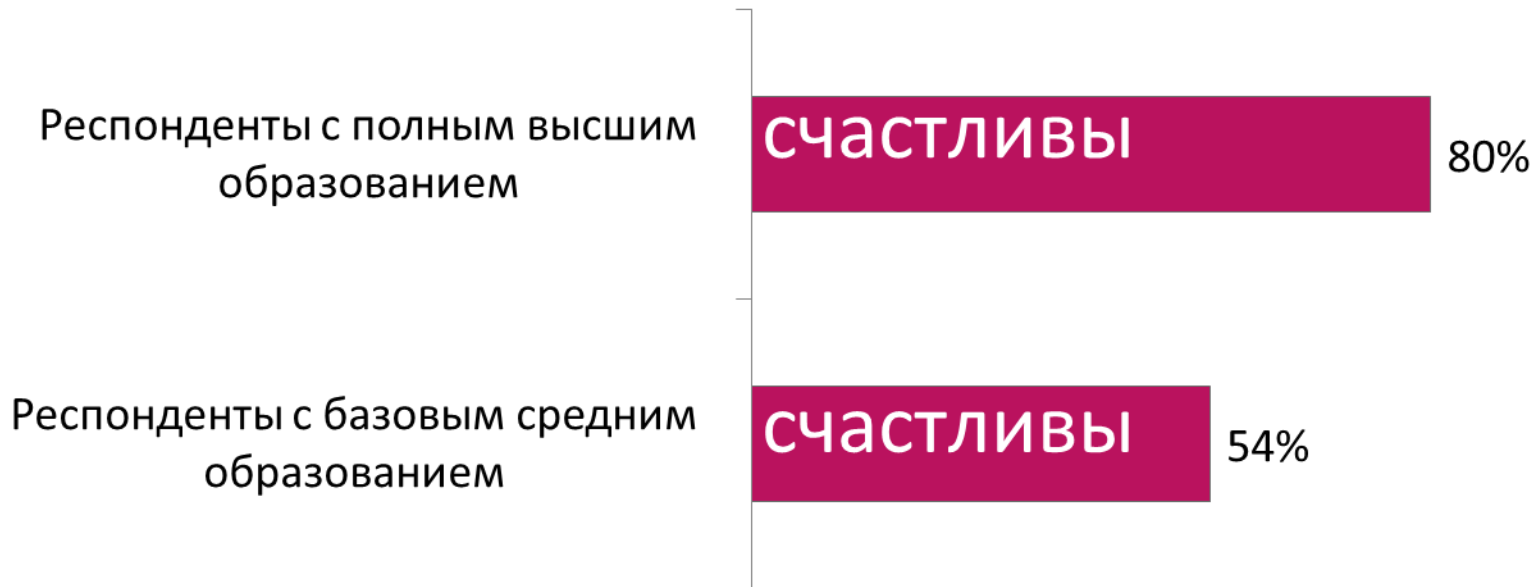 Респонденты с полным высшим
образованием
счастливы
80%
Респонденты с базовым средним
образованием
счастливы
54%